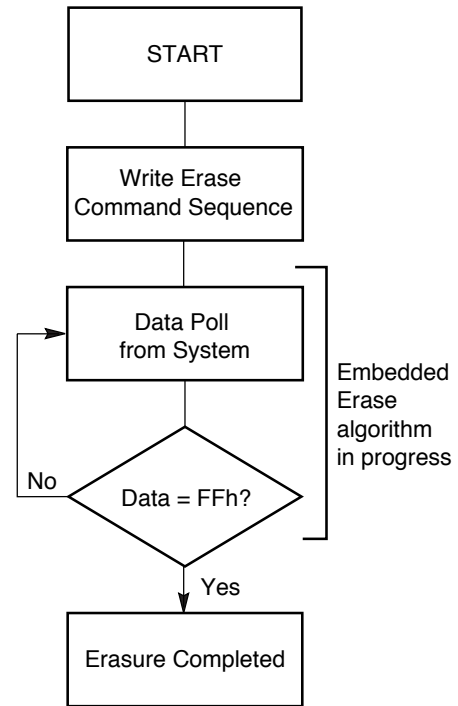 START
Write Erase
Command Sequence
Data Poll
from System
Embedded
Erase
algorithm
in progress
No
Data = FFh?
Yes
Erasure Completed